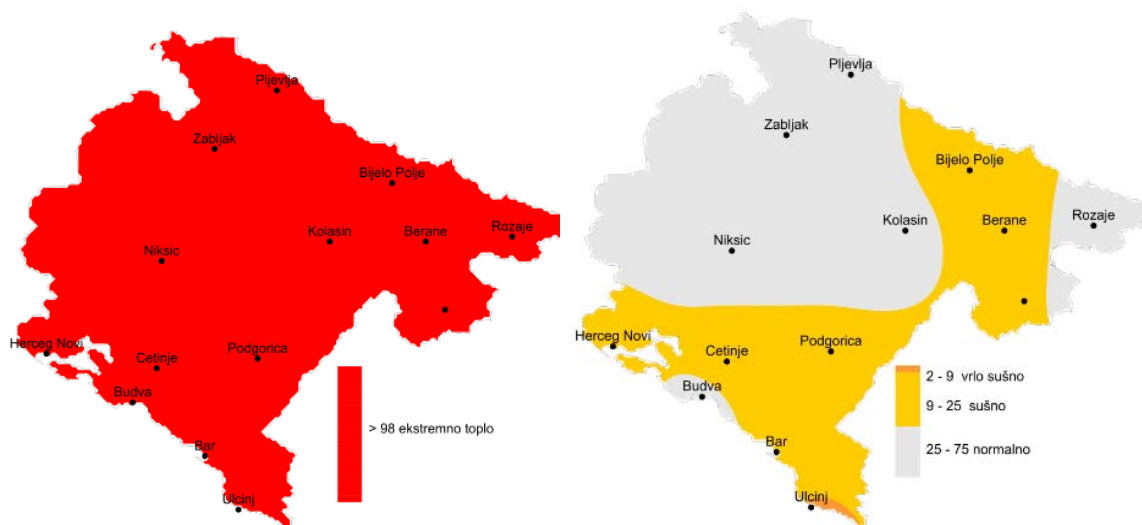 Pljevlja
Zabljak
Bijelo Polje
Kolasin
Berane
Rozaje
Niksic
Herceg Novi
Cetinje
Podgorica
Budva
Bar
Ulcinj
> 98 ekstremno toplo
Pljevlja
Zabljak
Bijelo Polje
Kolasin
Berane
Rozaje
Niksic
Herceg Novi
Cetinje
Podgorica
Budva
Bar
Ulcinj
2 - 9 vrlo sušno
9 - 25 sušno
25 - 75 normalno